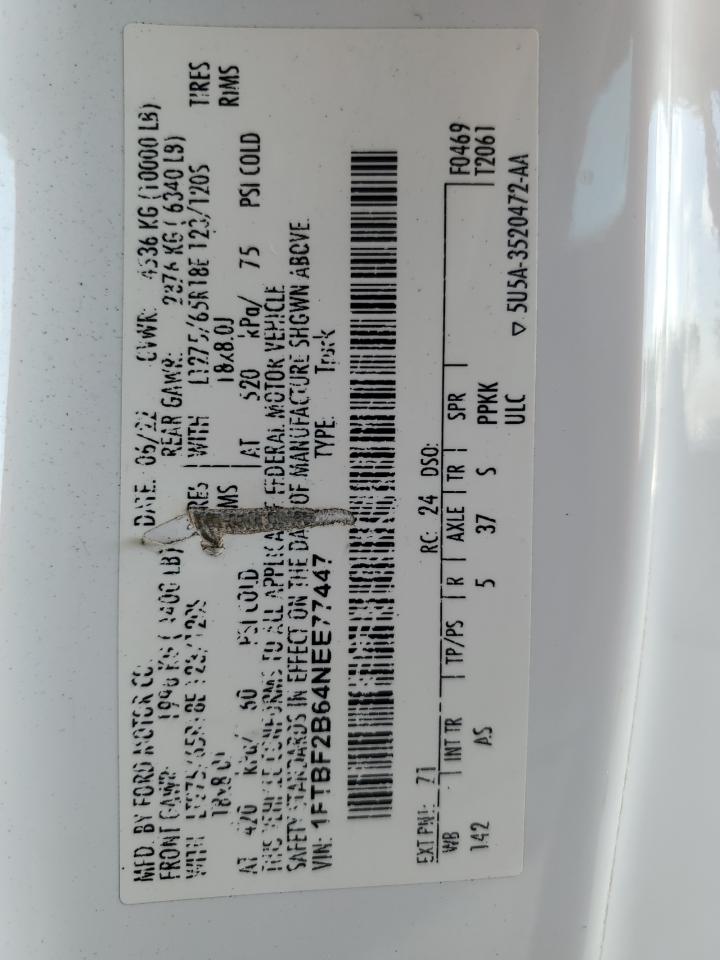 MFD. BY FORD MOTOR CO.
DATE: 06/22 GVWR: 4536 KG (10000 LB)
FRONT GAWR: 1996 KG (4400 LB) REAR GAWR: 2876 KG (6340 LB)
WITH LT275/65R18E 123/120S WITH LT275/65R18E 123/120S TIRES
18x8.0J 18x8.0J RIMS
AT 420 kPa/ 60 PSI COLD AT 520 kPa/ 75 PSI COLD
THIS VEHICLE CONFORMS TO ALL FEDERAL MOTOR VEHICLE
SAFETY STANDARDS IN EFFECT ON THE OF MANUFACTURE SHOWN ABOVE.
VIN: 1FTBF2B64NEE77447 TYPE: Truck
EXT PNT: Z1 RC: 24 DSO: F0469
WB INT TR TP/PS R AXLE TR SPR T2061
142 AS 5 37 S PPKK
ULC
▽ 5U5A-3520472-AA